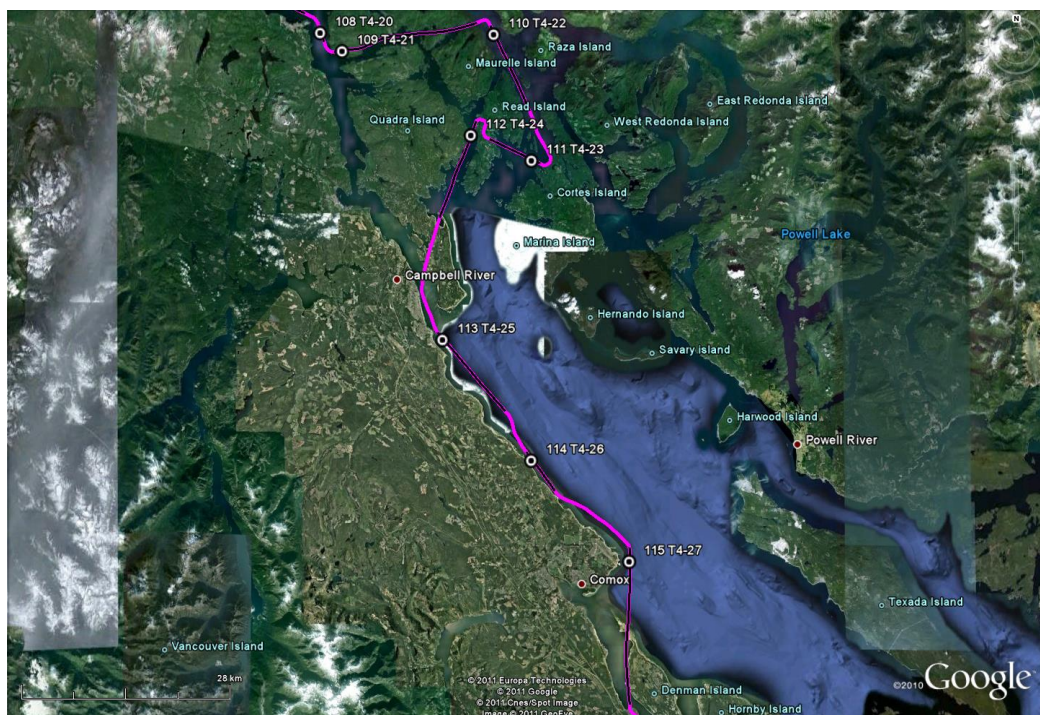 N
108 T4-20
110 T4-22
109 T4-21
Raza Island
Maurelle Island
East Redonda Island
Read Island
Quadra Island
112 T4-24
West Redonda Island
111 T4-23
Cortes Island
Powell Lake
Marina Island
Campbell River
Hernando Island
113 T4-25
Savary Island
Harwood Island
Powell River
114 T4-26
115 T4-27
Comox
Texada Island
Vancouver Island
28 km
© 2011 Europa Technologies
© 2011 Google
© 2011 Cnes/Spot Image
Image © 2011 GeoEye
Denman Island
©2010 Google
Hornby Island